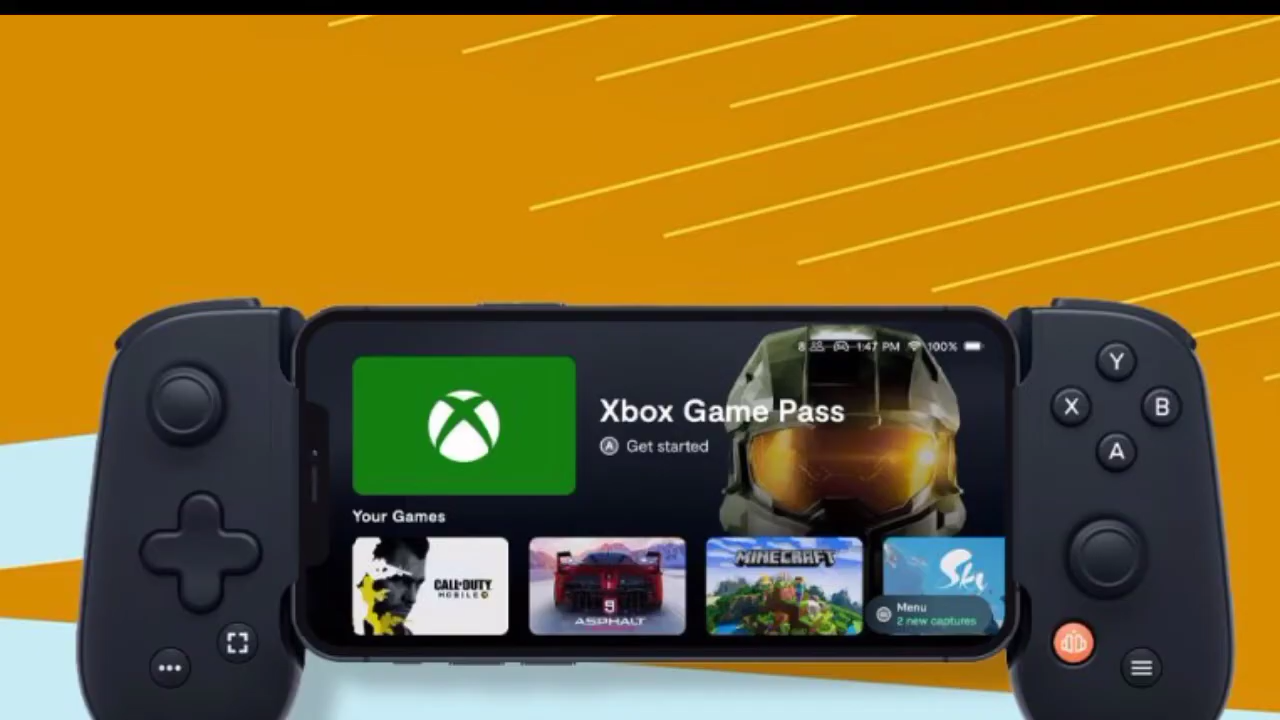 8 1:47 PM 100%
Xbox Game Pass
A Get started
Your Games
CALL OF DUTY
MOBILE
9
ASPHALT
MINECRAFT
Sky
Menu
2 new captures
Y
X
B
A